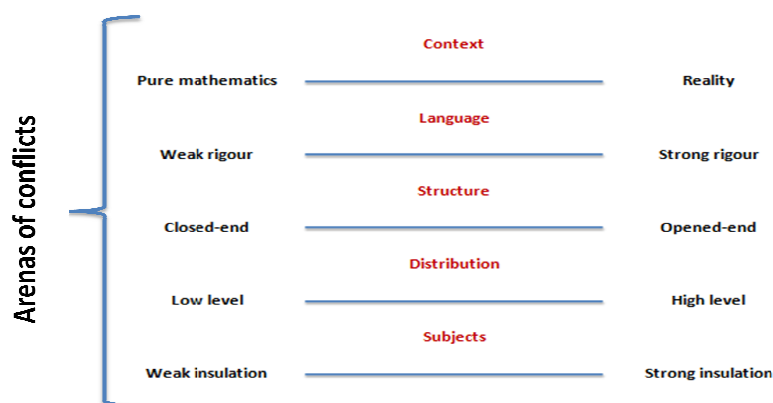 Arenas of conflicts
Context
Pure mathematics Reality
Language
Weak rigour Strong rigour
Structure
Closed-end Opened-end
Distribution
Low level High level
Subjects
Weak insulation Strong insulation